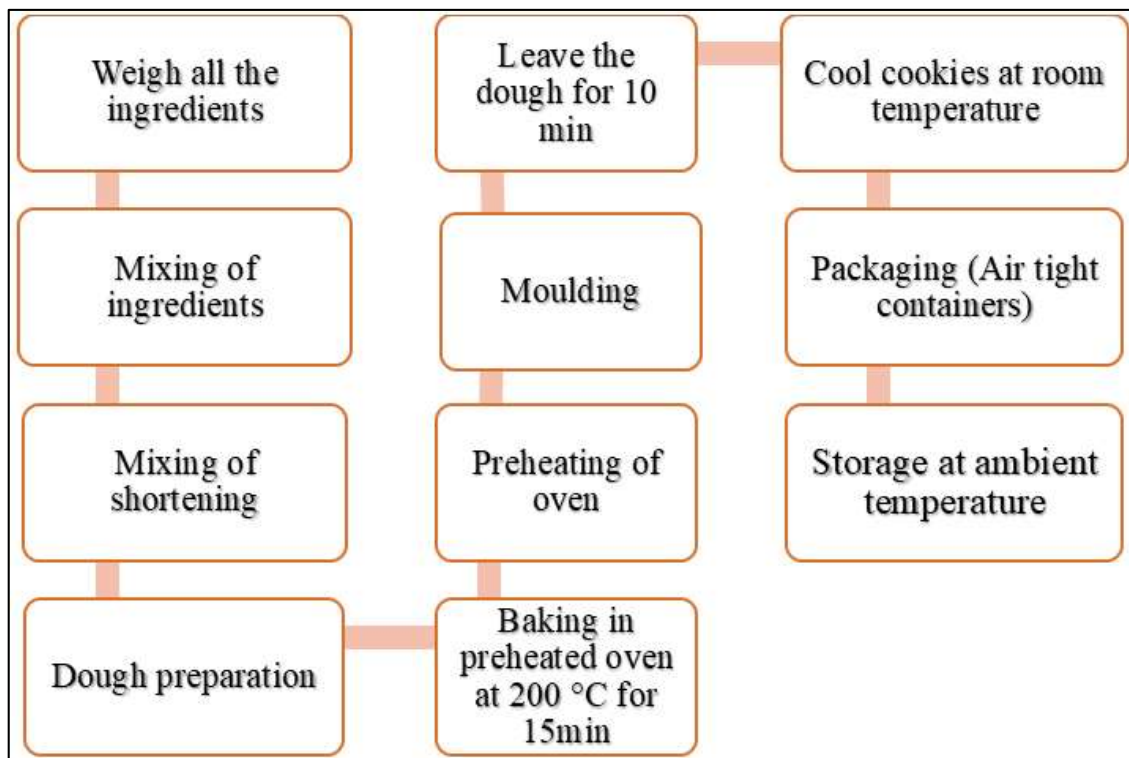 Weigh all the
ingredients
Mixing of
ingredients
Mixing of
shortening
Dough preparation
Leave the
dough for 10
min
Moulding
Preheating of
oven
Baking in
preheated oven
at 200 °C for
15min
Cool cookies at room
temperature
Packaging (Air tight
containers)
Storage at ambient
temperature